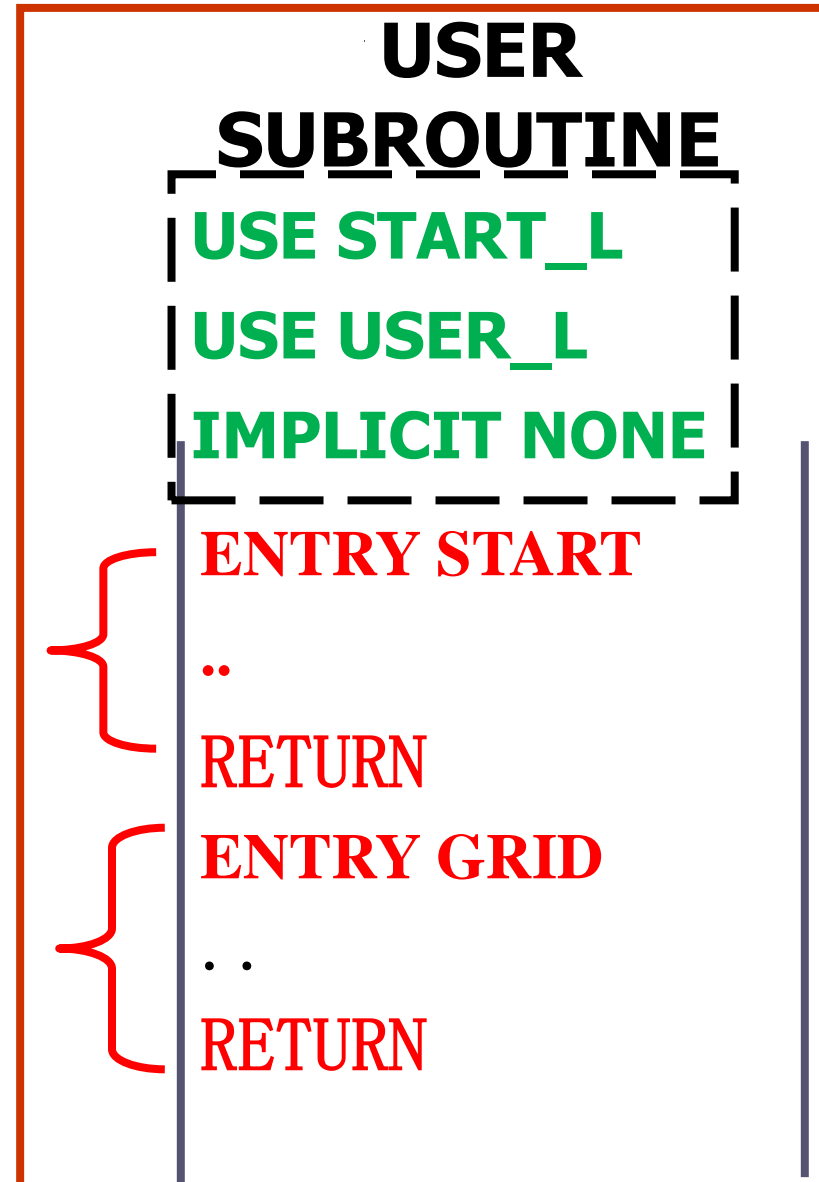 USER
SUBROUTINE
USE START_L
USE USER_L
IMPLICIT NONE
ENTRY START
..
RETURN
ENTRY GRID
. .
RETURN